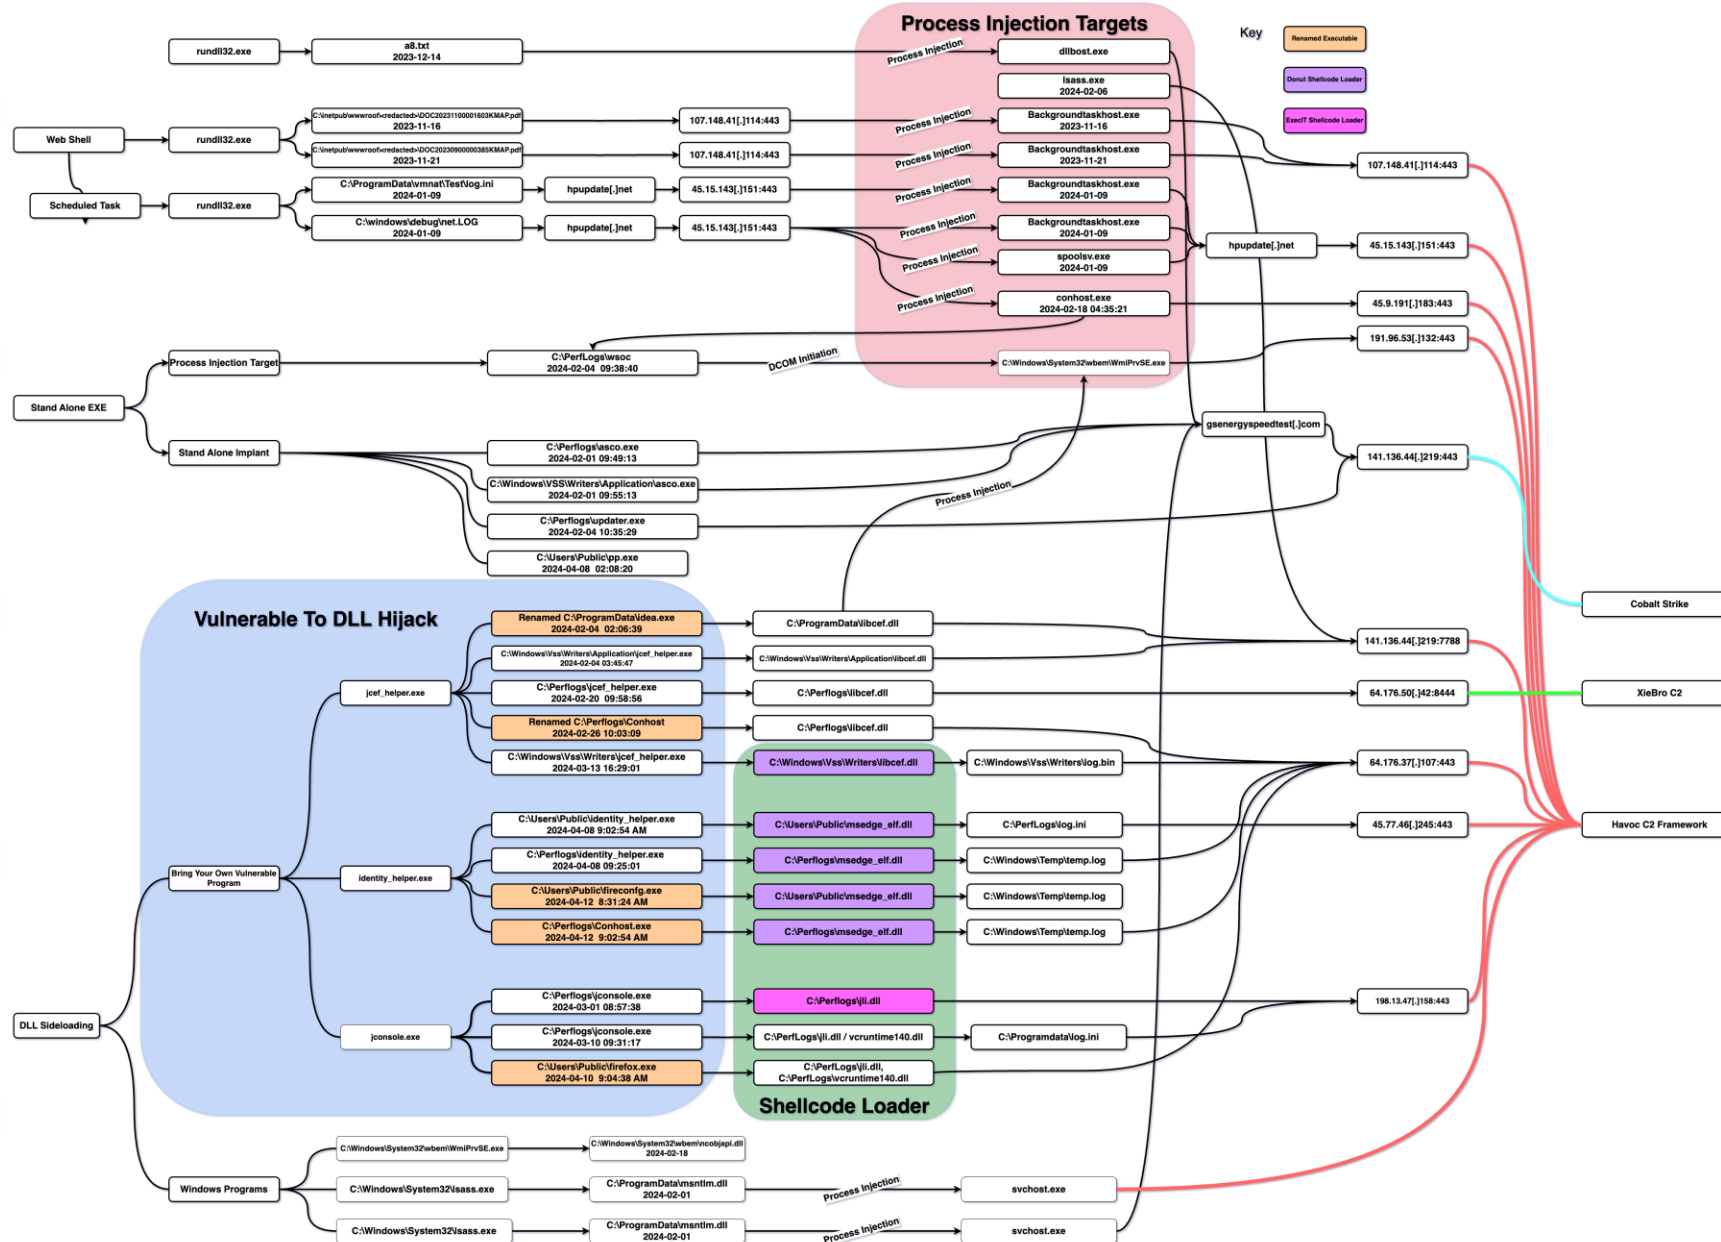 Process Injection Targets
Key
Renamed Executable
Donut Shellcode Loader
ExecIT Shellcode Loader
rundll32.exe
a8.txt
2023-12-14
Process Injection
dllbost.exe
lsass.exe
2024-02-06
Web Shell
rundll32.exe
C:\inetpub\wwwroot\<redacted>\DOC20231100001603KMAP.pdf
2023-11-16
107.148.41[.]114:443
Process Injection
Backgroundtaskhost.exe
2023-11-16
C:\inetpub\wwwroot\<redacted>\DOC20230900000385KMAP.pdf
2023-11-21
107.148.41[.]114:443
Process Injection
Backgroundtaskhost.exe
2023-11-21
107.148.41[.]114:443
Scheduled Task
rundll32.exe
C:\ProgramData\vmnat\Test\log.ini
2024-01-09
hpupdate[.]net
45.15.143[.]151:443
Process Injection
Backgroundtaskhost.exe
2024-01-09
C:\windows\debug\net.LOG
2024-01-09
hpupdate[.]net
45.15.143[.]151:443
Process Injection
Backgroundtaskhost.exe
2024-01-09
Process Injection
spoolsv.exe
2024-01-09
hpupdate[.]net
45.15.143[.]151:443
Process Injection
conhost.exe
2024-02-18 04:35:21
45.9.191[.]183:443
191.96.53[.]132:443
Process Injection Target
C:\PerfLogs\wsoc
2024-02-04 09:38:40
DCOM Initiation
C:\Windows\System32\wbem\WmiPrvSE.exe
Stand Alone EXE
gsenergyspeedtest[.]com
Stand Alone Implant
C:\Perflogs\asco.exe
2024-02-01 09:49:13
141.136.44[.]219:443
C:\Windows\VSS\Writers\Application\asco.exe
2024-02-01 09:55:13
Process Injection
C:\Perflogs\updater.exe
2024-02-04 10:35:29
C:\Users\Public\pp.exe
2024-04-08 02:08:20
Cobalt Strike
Vulnerable To DLL Hijack
Renamed C:\ProgramData\idea.exe
2024-02-04 02:06:39
C:\ProgramData\libcef.dll
141.136.44[.]219:7788
C:\Windows\Vss\Writers\Application\jcef_helper.exe
2024-02-04 03:45:47
C:\Windows\Vss\Writers\Application\libcef.dll
jcef_helper.exe
C:\Perflogs\jcef_helper.exe
2024-02-20 09:58:56
C:\Perflogs\libcef.dll
64.176.50[.]42:8444
XieBro C2
Renamed C:\Perflogs\Conhost
2024-02-26 10:03:09
C:\Perflogs\libcef.dll
C:\Windows\Vss\Writers\jcef_helper.exe
2024-03-13 16:29:01
C:\Windows\Vss\Writers\libcef.dll
C:\Windows\Vss\Writers\log.bin
64.176.37[.]107:443
C:\Users\Public\identity_helper.exe
2024-04-08 9:02:54 AM
C:\Users\Public\msedge_elf.dll
C:\PerfLogs\log.ini
45.77.46[.]245:443
Havoc C2 Framework
C:\Perflogs\identity_helper.exe
2024-04-08 09:25:01
C:\Perflogs\msedge_elf.dll
C:\Windows\Temp\temp.log
Bring Your Own Vulnerable
Program
identity_helper.exe
C:\Users\Public\fireconfg.exe
2024-04-12 8:31:24 AM
C:\Users\Public\msedge_elf.dll
C:\Windows\Temp\temp.log
C:\Perflogs\Conhost.exe
2024-04-12 9:02:54 AM
C:\Perflogs\msedge_elf.dll
C:\Windows\Temp\temp.log
DLL Sideloading
C:\Perflogs\jconsole.exe
2024-03-01 08:57:38
C:\Perflogs\jli.dll
198.13.47[.]158:443
jconsole.exe
C:\Perflogs\jconsole.exe
2024-03-10 09:31:17
C:\PerfLogs\jli.dll / vcruntime140.dll
C:\Programdata\log.ini
C:\Users\Public\firefox.exe
2024-04-10 9:04:38 AM
C:\PerfLogs\jli.dll,
C:\PerfLogs\vcruntime140.dll
Shellcode Loader
C:\Windows\System32\wbem\WmiPrvSE.exe
C:\Windows\System32\wbem\ncobjapi.dll
2024-02-18
Windows Programs
C:\Windows\System32\lsass.exe
C:\ProgramData\msntlm.dll
2024-02-01
Process Injection
svchost.exe
C:\Windows\System32\lsass.exe
C:\ProgramData\msntlm.dll
2024-02-01
Process Injection
svchost.exe